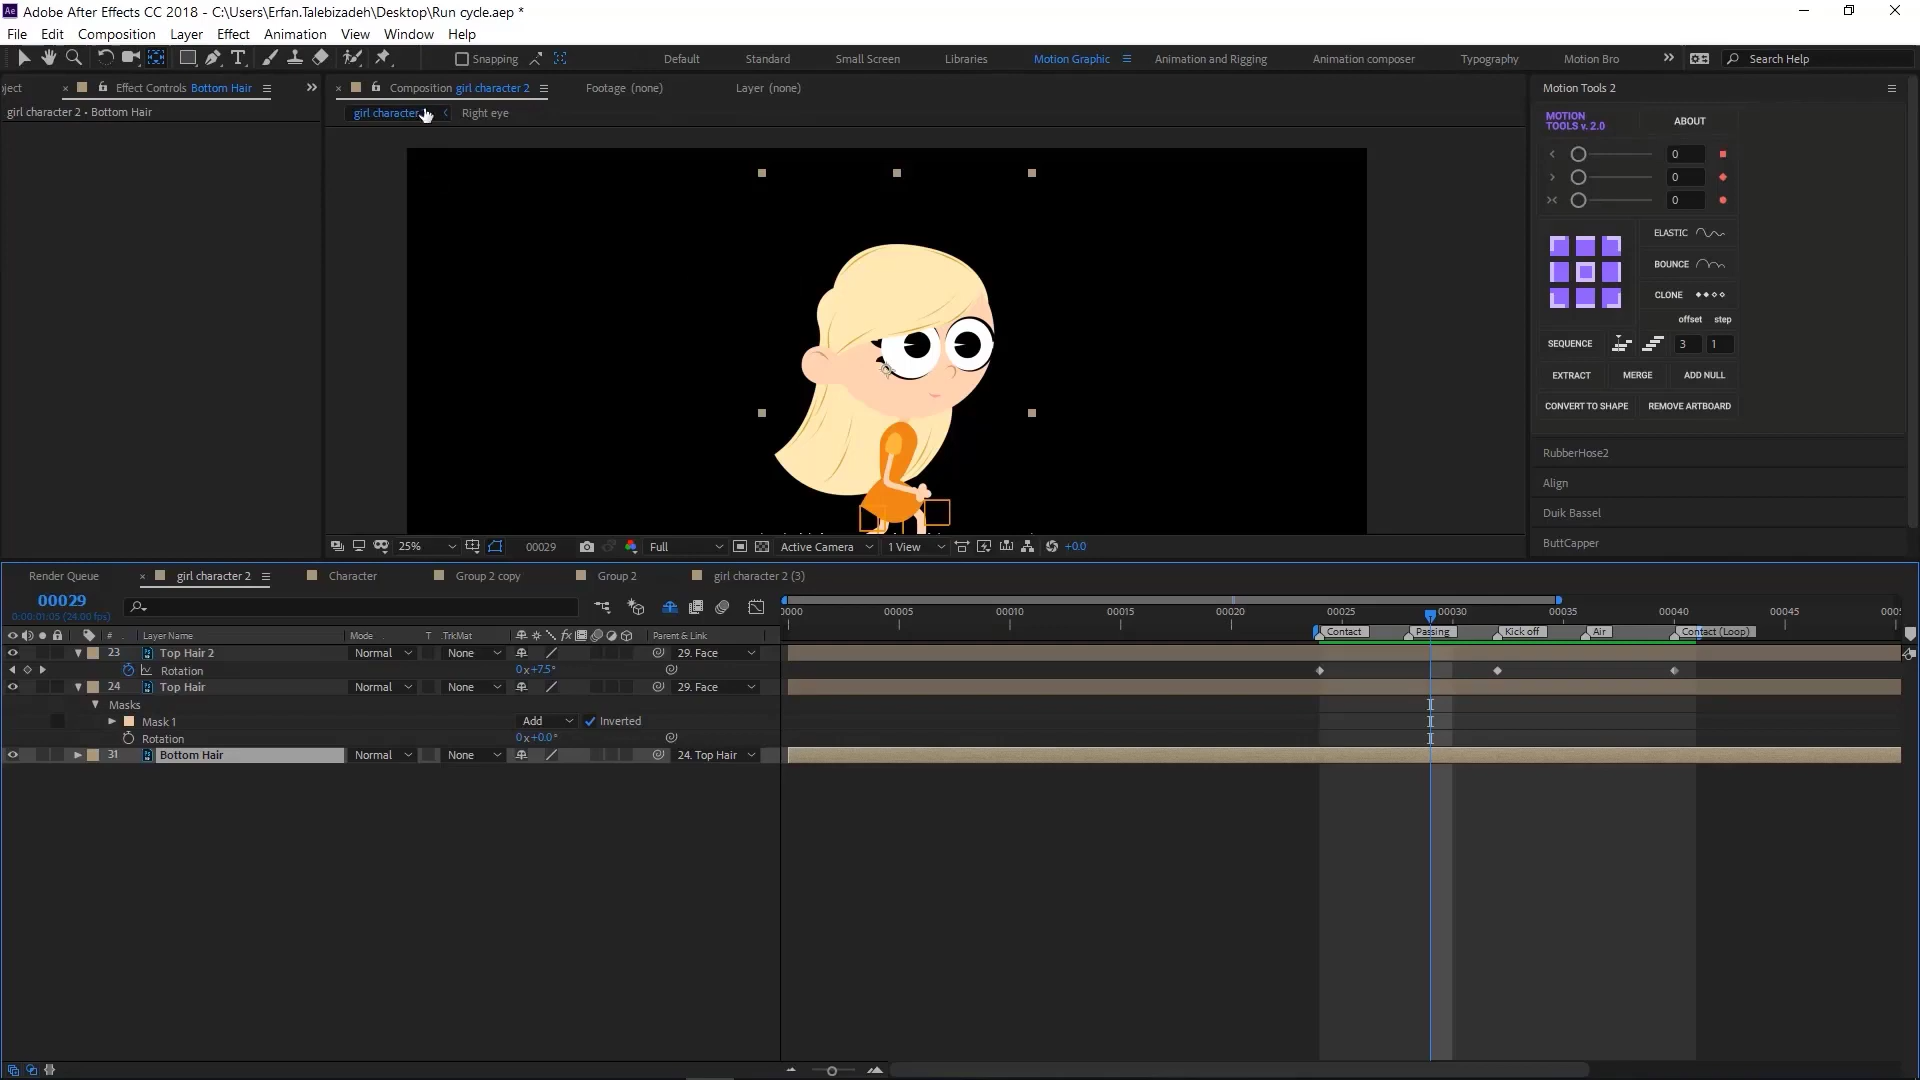 Ae Adobe After Effects CC 2018 - C:\Users\Erfan.Talebizadeh\Desktop\Run cycle.aep *
File Edit Composition Layer Effect Animation View Window Help
Snapping Default Standard Small Screen Libraries Motion Graphic Animation and Rigging Animation composer Typography Motion Bro Search Help
ject Effect Controls Bottom Hair
girl character 2 • Bottom Hair
Composition girl character 2 Footage (none) Layer (none)
girl character Right eye
Motion Tools 2
MOTION
TOOLS v. 2.0
ABOUT
0
0
0
ELASTIC
BOUNCE
CLONE
offset step
SEQUENCE 3 1
EXTRACT MERGE ADD NULL
CONVERT TO SHAPE REMOVE ARTBOARD
RubberHose2
Align
Duik Bassel
ButtCapper
25% 00029 Full Active Camera 1 View +0.0
Render Queue girl character 2 Character Group 2 copy Group 2 girl character 2 (3)
00029
0:00:01:05 (24.00 fps)
0000 00005 00010 00015 00020 00025 00030 00035 00040 00045 0005
# Layer Name Mode T TrkMat fx Parent & Link
Contact Passing Kick off Air Contact (Loop)
23 Top Hair 2 Normal None 29. Face
Rotation 0x+7.5°
24 Top Hair Normal None 29. Face
Masks
Mask 1 Add Inverted
Rotation 0x+0.0°
31 Bottom Hair Normal None 24. Top Hair